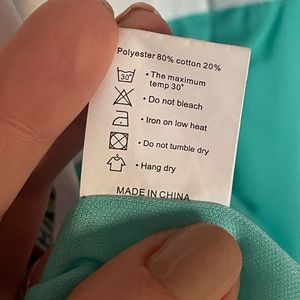 Polyester 80% cotton 20%
30°
• The maximum
temp 30°
• Do not bleach
• Iron on low heat
• Do not tumble dry
• Hang dry
MADE IN CHINA